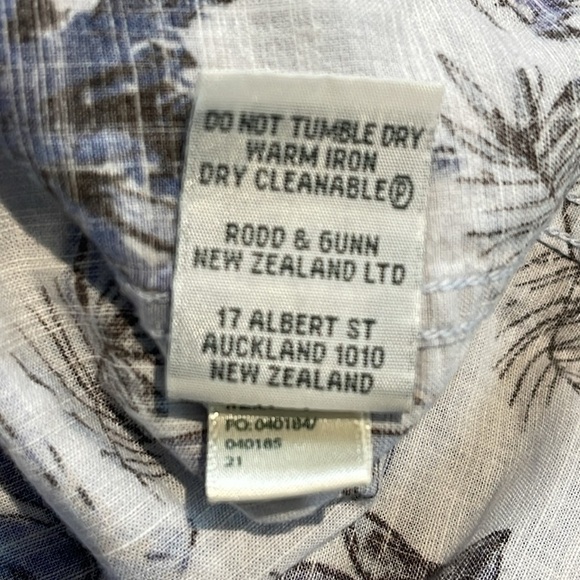 DO NOT TUMBLE DRY
WARM IRON
DRY CLEANABLE Ⓟ
RODD & GUNN
NEW ZEALAND LTD
17 ALBERT ST
AUCKLAND 1010
NEW ZEALAND
PO:040184/
040185
21